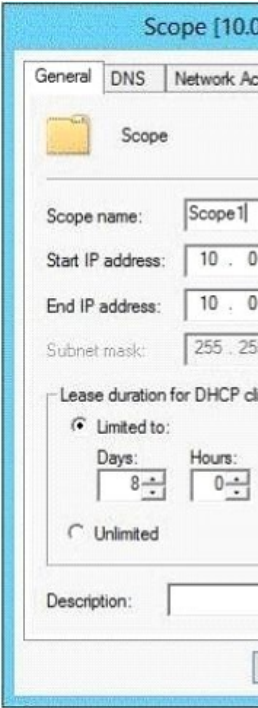 Scope [10.0
General DNS Network Ac
Scope
Scope name: Scope1
Start IP address: 10 . 0
End IP address: 10 . 0
Subnet mask: 255 . 25
Lease duration for DHCP cli
Limited to:
Days: Hours:
8 0
Unlimited
Description: